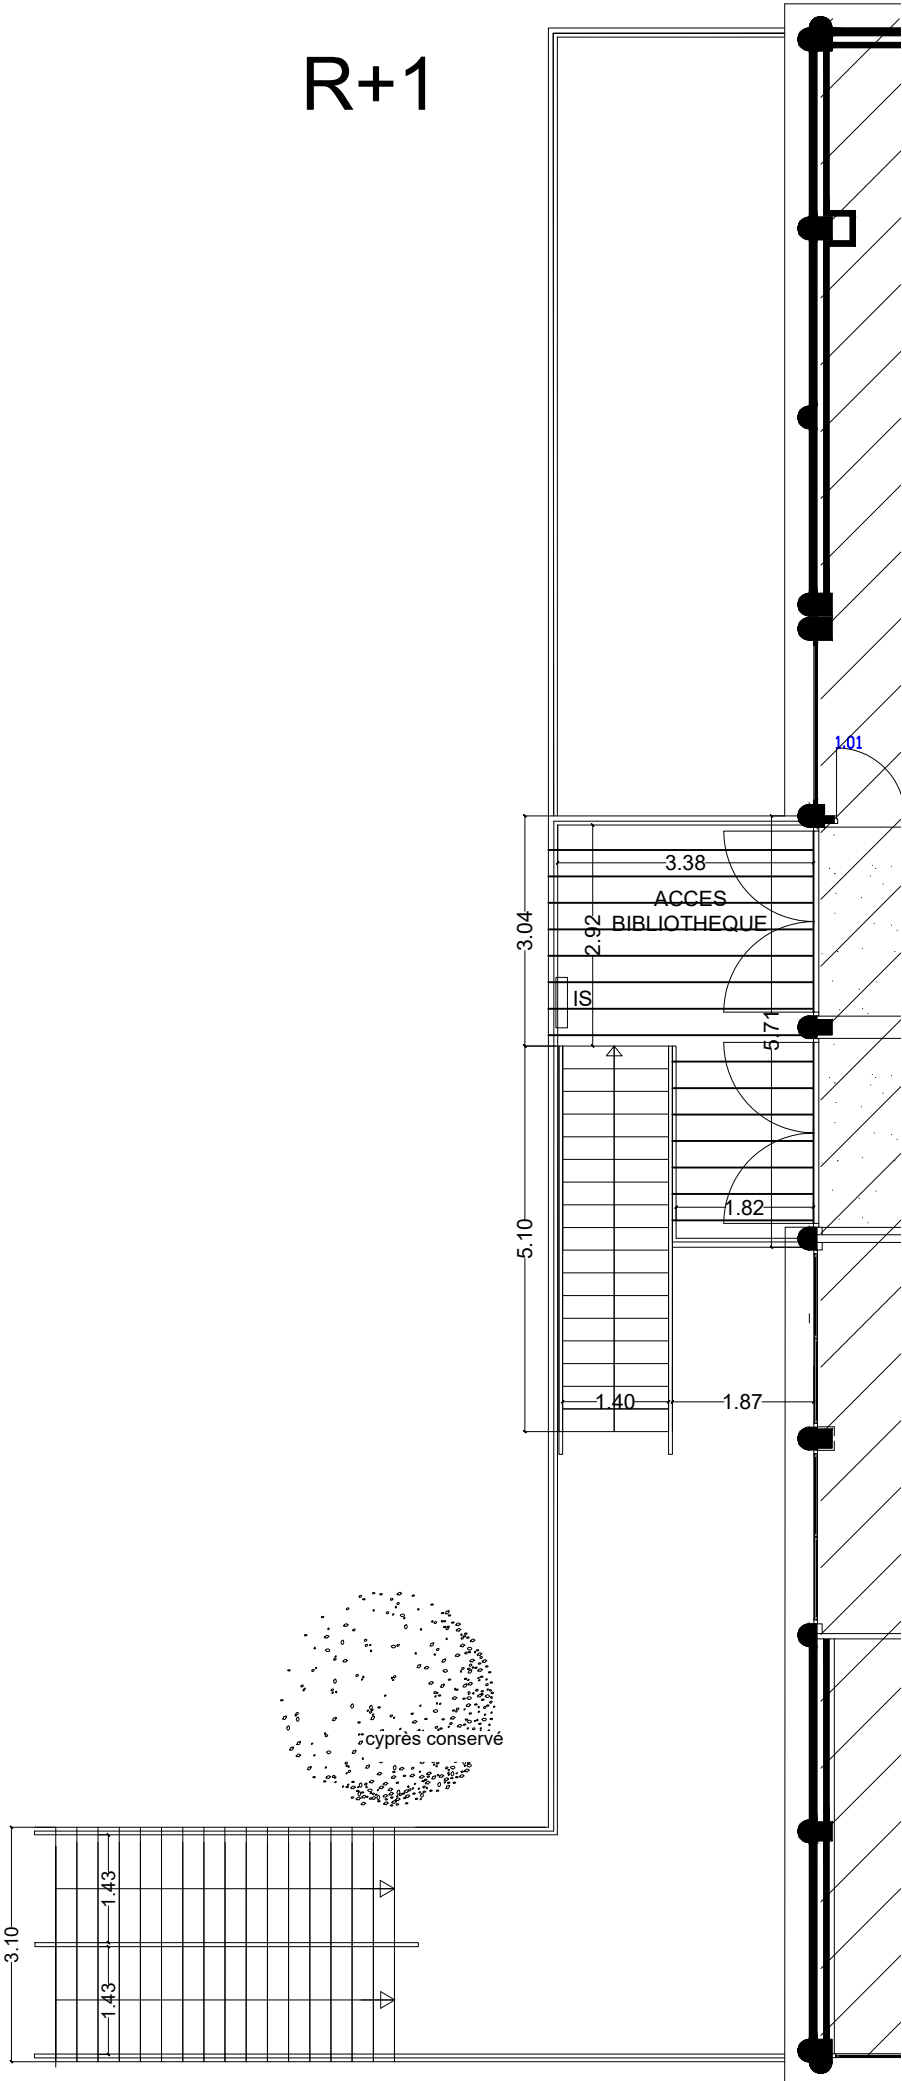 R+1
1.01
3.38
ACCES
BIBLIOTHEQUE
3.04
2.92
IS
5.71
1.82
5.10
1.40
1.87
cyprès conservé
1.43
3.10
1.43